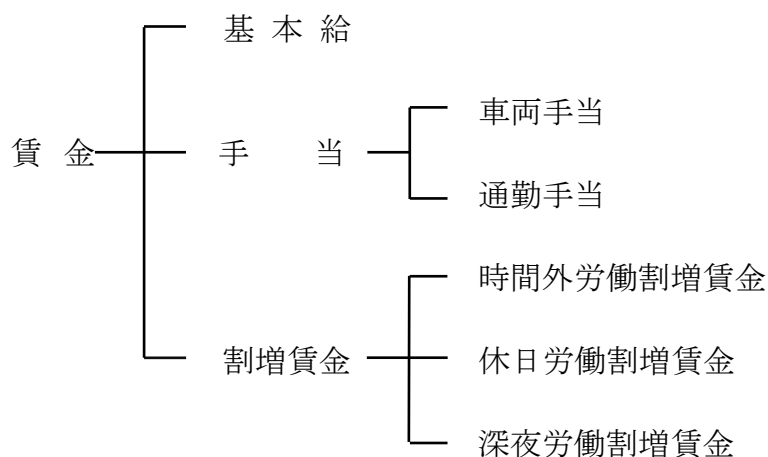 基 本 給
車両手当
賃 金
手 当
通勤手当
時間外労働割増賃金
割増賃金
休日労働割増賃金
深夜労働割増賃金